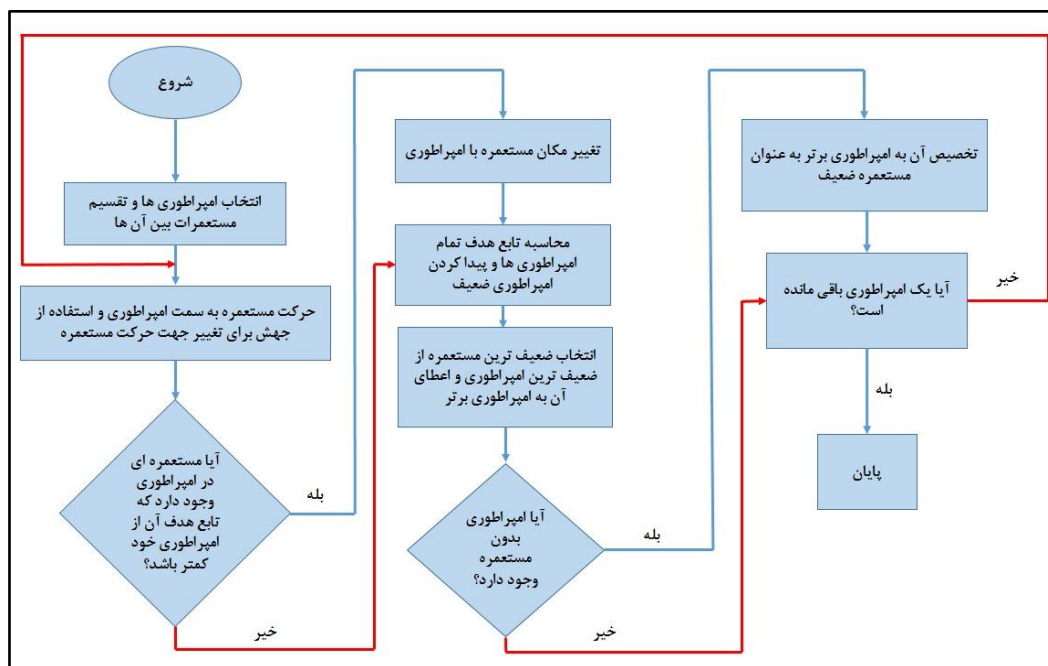 شروع
انتخاب امپراطوری ها و تقسیم
مستعمرات بین آن ها
حرکت مستعمره به سمت امپراطوری و استفاده از
جهش برای تغییر جهت حرکت مستعمره
آیا مستعمره ای
در امپراطوری
وجود دارد که
تابع هدف آن از
امپراطوری خود
کمتر باشد؟
بله
خیر
تغییر مکان مستعمره با امپراطوری
محاسبه تابع هدف تمام
امپراطوری ها و پیدا کردن
امپراطوری ضعیف
انتخاب ضعیف ترین مستعمره از
ضعیف ترین امپراطوری و اعطای
آن به امپراطوری برتر
آیا امپراطوری
بدون
مستعمره
وجود دارد؟
بله
خیر
تخصیص آن به امپراطوری برتر به عنوان
مستعمره ضعیف
آیا یک امپراطوری باقی مانده
است؟
خیر
بله
پایان